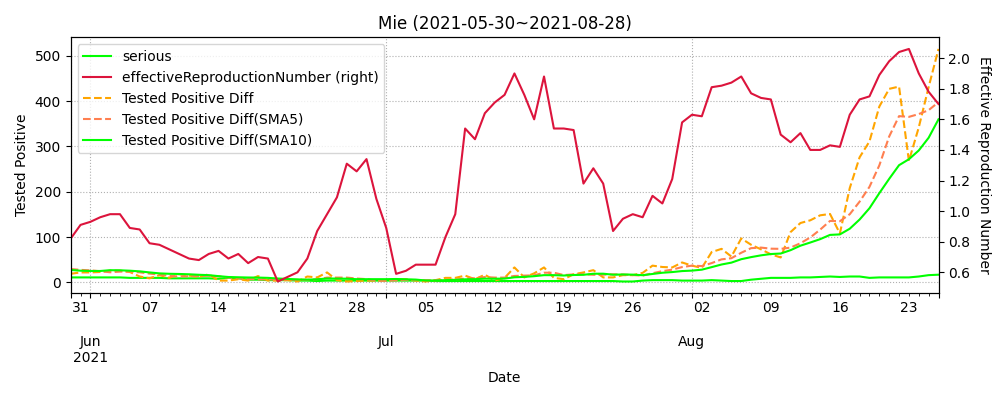 Mie (2021-05-30~2021-08-28)
serious
effectiveReproductionNumber (right)
Tested Positive Diff
Tested Positive Diff(SMA5)
Tested Positive Diff(SMA10)
Tested Positive
500
400
300
200
100
0
Effective Reproduction Number
2.0
1.8
1.6
1.4
1.2
1.0
0.8
0.6
31 07 14 21 28 05 12 19 26 02 09 16 23
Jun Jul Aug
2021
Date